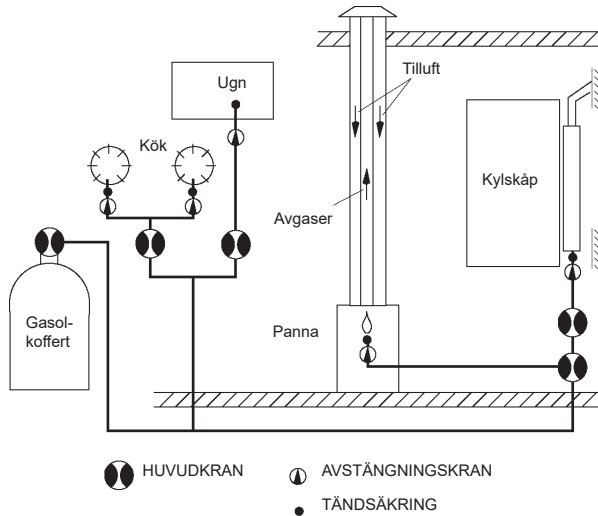 Tilluft
Ugn
Kök
Kylskåp
Avgaser
Gasol-
koffert
Panna
HUVUDKRAN
AVSTÄNGNINGSKRAN
TÄNDSÄKRING